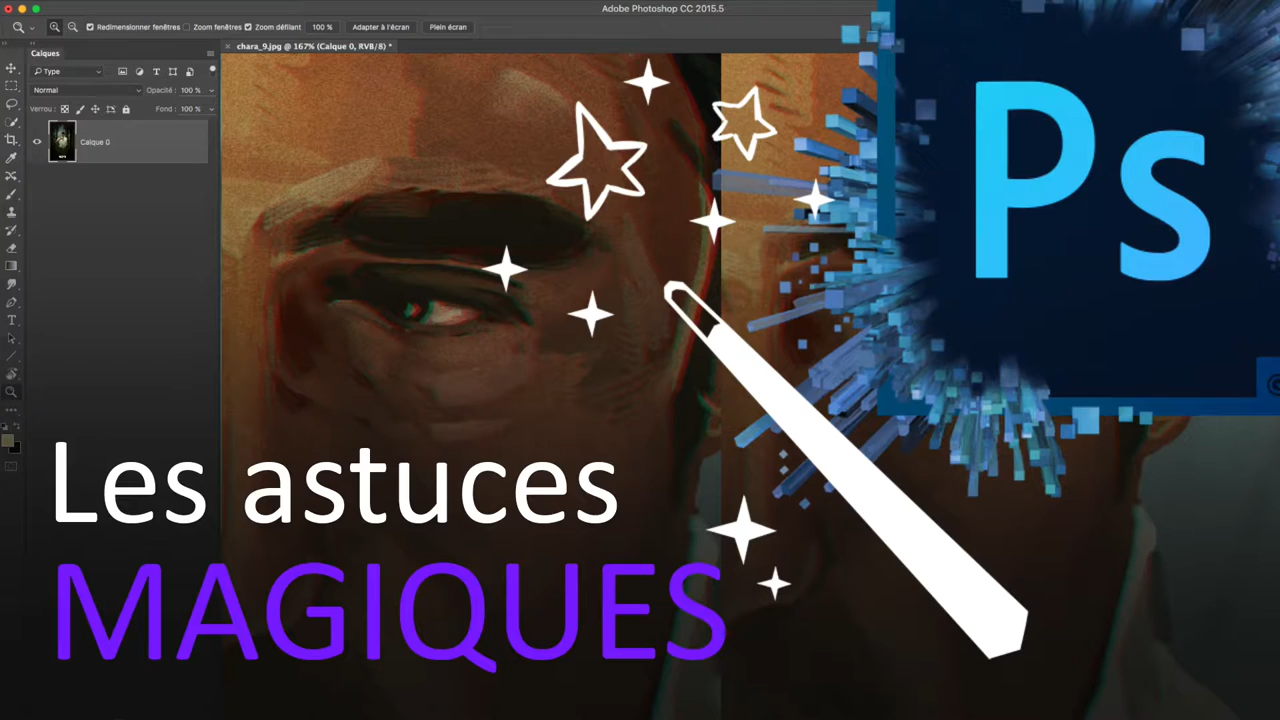 Adobe Photoshop CC 2015.5
Redimensionner fenêtres Zoom fenêtres Zoom défilant 100 % Adapter à l'écran Plein écran
Calques
chara_9.jpg @ 167% (Calque 0, RVB/8) *
Type
Normal Opacité : 100 %
Verrou : Fond : 100 %
Calque 0
Ps
Les astuces
MAGIQUES